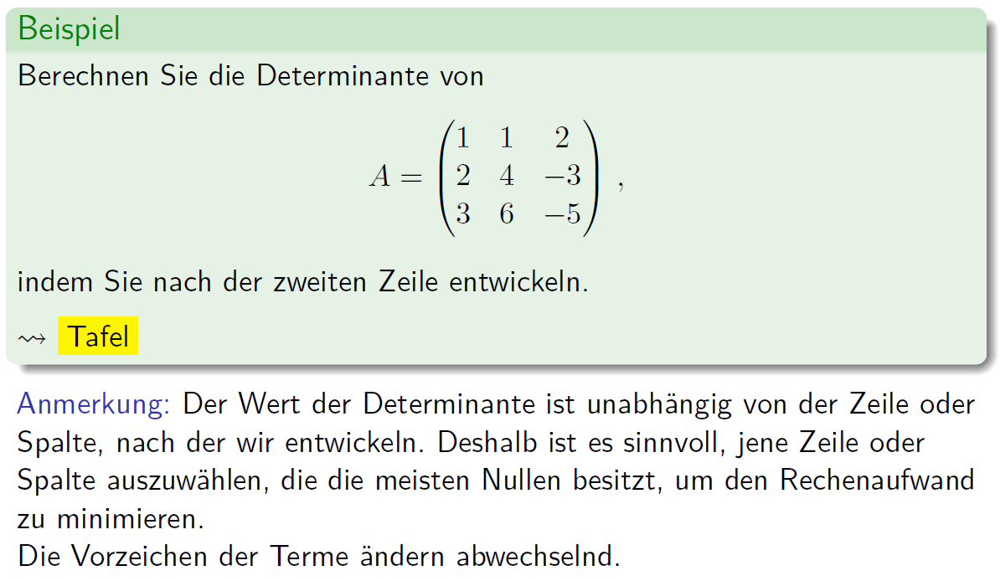 Beispiel
Berechnen Sie die Determinante von
A = \begin{pmatrix} 1 & 1 & 2 \\ 2 & 4 & -3 \\ 3 & 6 & -5 \end{pmatrix} ,
indem Sie nach der zweiten Zeile entwickeln.
⇝ Tafel
Anmerkung: Der Wert der Determinante ist unabhängig von der Zeile oder
Spalte, nach der wir entwickeln. Deshalb ist es sinnvoll, jene Zeile oder
Spalte auszuwählen, die die meisten Nullen besitzt, um den Rechenaufwand
zu minimieren.
Die Vorzeichen der Terme ändern abwechselnd.